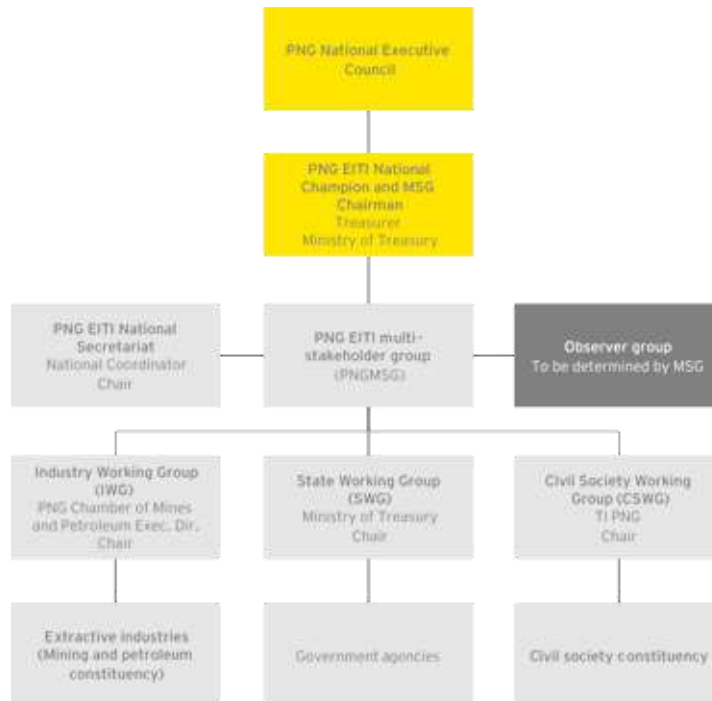 PNG National Executive
Council
PNG EITI National
Champion and MSG
Chairman
Treasurer
Ministry of Treasury
PNG EITI National
Secretariat
National Coordinator
Chair
PNG EITI multi-
stakeholder group
(PNGMSG)
Observer group
To be determined by MSG
Industry Working Group
(IWG)
PNG Chamber of Mines
and Petroleum Exec. Dir.
Chair
State Working Group
(SWG)
Ministry of Treasury
Chair
Civil Society Working
Group (CSWG)
TI PNG
Chair
Extractive industries
(Mining and petroleum
constituency)
Government agencies
Civil society constituency